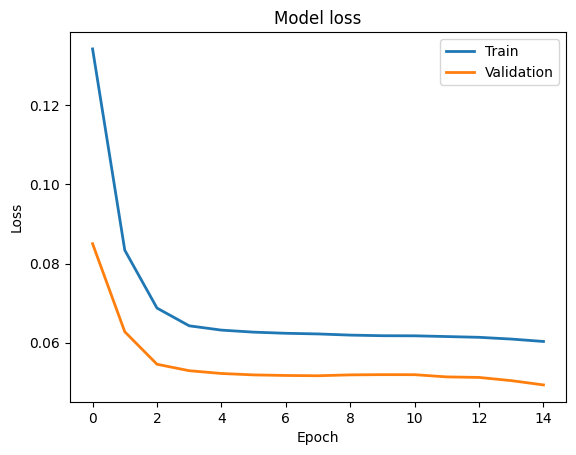 Model loss
Train
Validation
0.12
0.10
0.08
0.06
Loss
0 2 4 6 8 10 12 14
Epoch